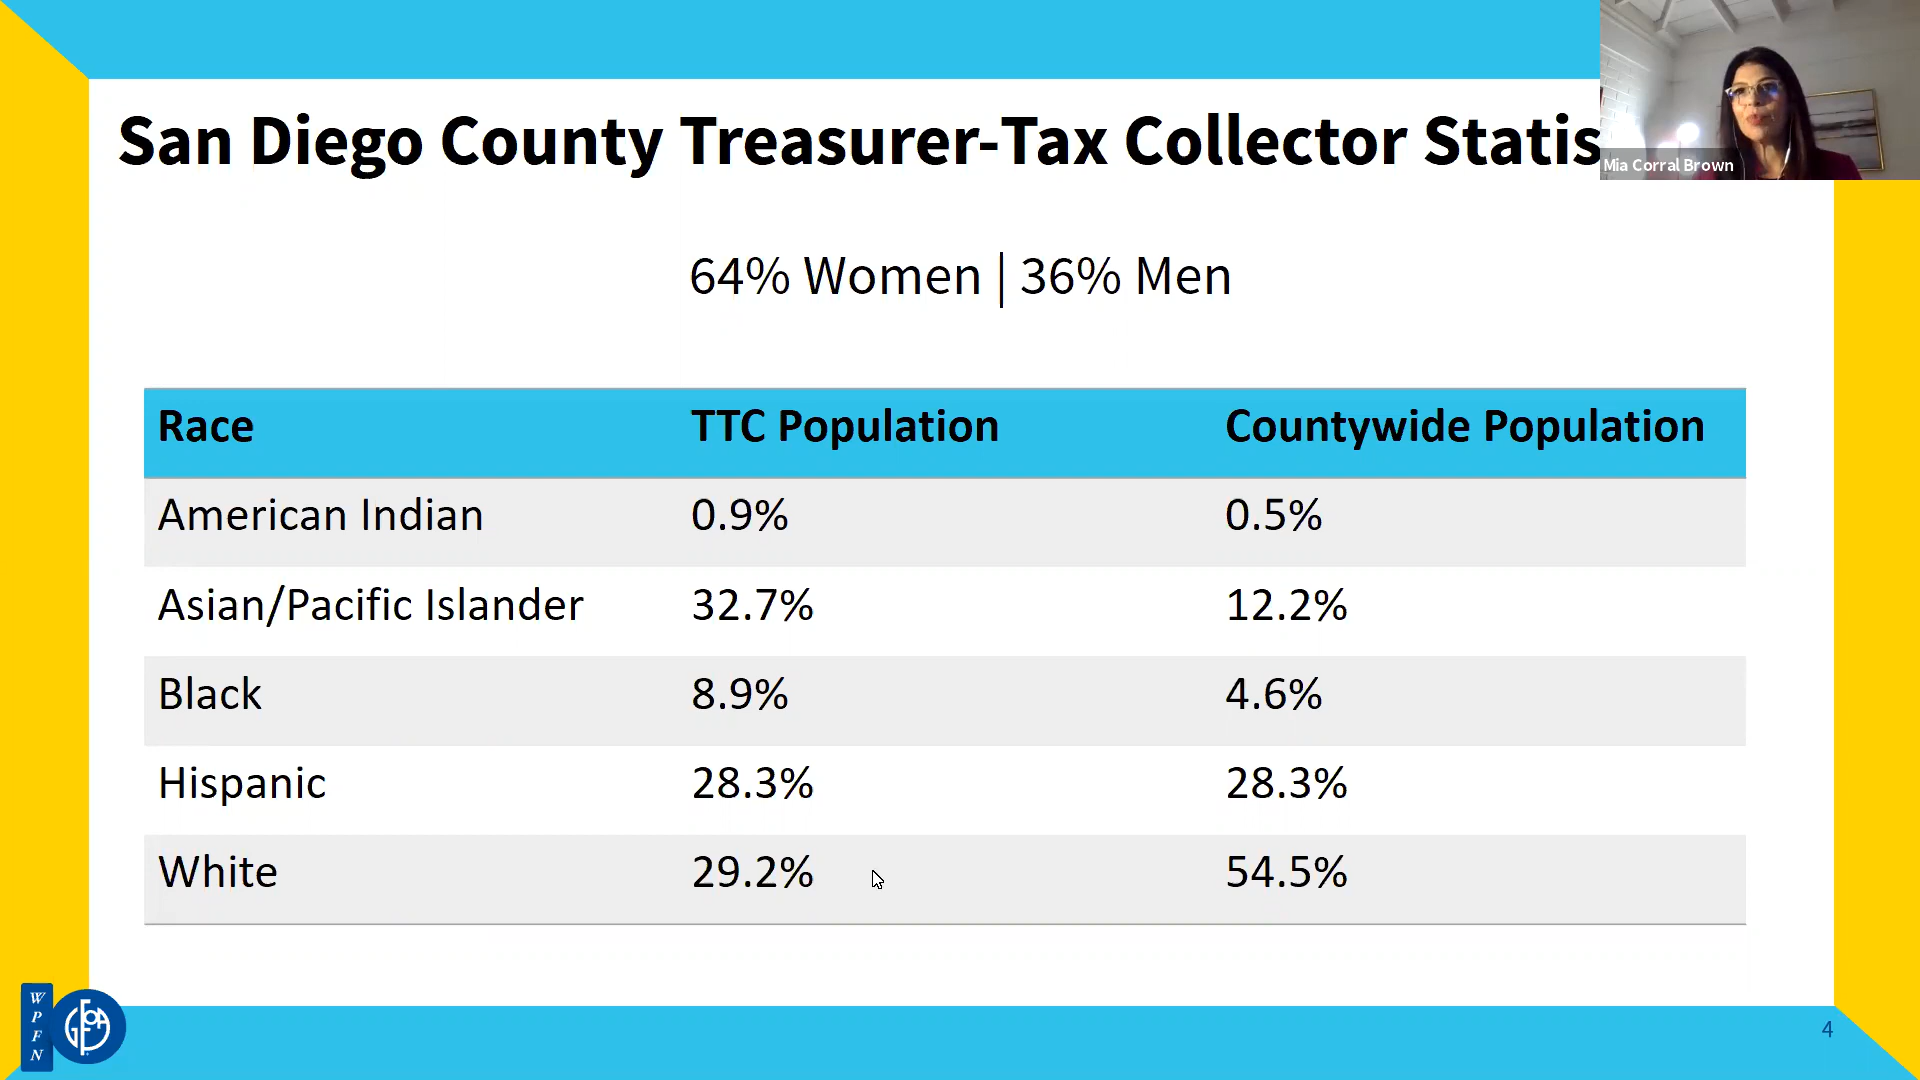 San Diego County Treasurer-Tax Collector Statis
Mia Corral Brown
64% Women | 36% Men
Race TTC Population Countywide Population
American Indian 0.9% 0.5%
Asian/Pacific Islander 32.7% 12.2%
Black 8.9% 4.6%
Hispanic 28.3% 28.3%
White 29.2% 54.5%
W
P
F
N
GFOA
4